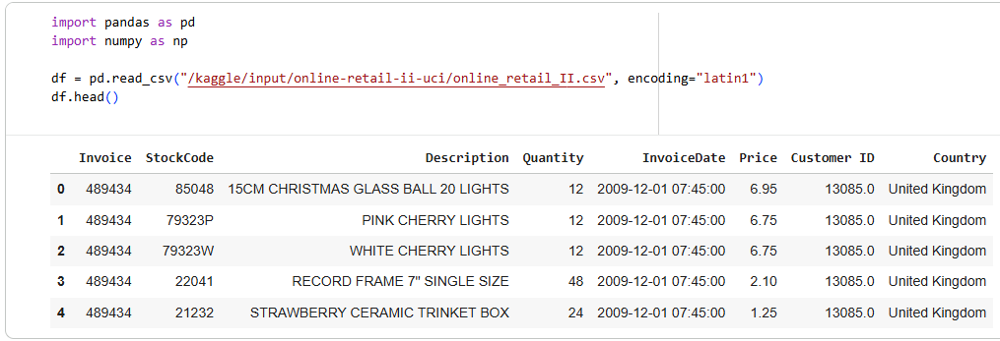 import pandas as pd
import numpy as np
df = pd.read_csv("/kaggle/input/online-retail-ii-uci/online_retail_II.csv", encoding="latin1")
df.head()
Invoice StockCode Description Quantity InvoiceDate Price Customer ID Country
0 489434 85048 15CM CHRISTMAS GLASS BALL 20 LIGHTS 12 2009-12-01 07:45:00 6.95 13085.0 United Kingdom
1 489434 79323P PINK CHERRY LIGHTS 12 2009-12-01 07:45:00 6.75 13085.0 United Kingdom
2 489434 79323W WHITE CHERRY LIGHTS 12 2009-12-01 07:45:00 6.75 13085.0 United Kingdom
3 489434 22041 RECORD FRAME 7" SINGLE SIZE 48 2009-12-01 07:45:00 2.10 13085.0 United Kingdom
4 489434 21232 STRAWBERRY CERAMIC TRINKET BOX 24 2009-12-01 07:45:00 1.25 13085.0 United Kingdom